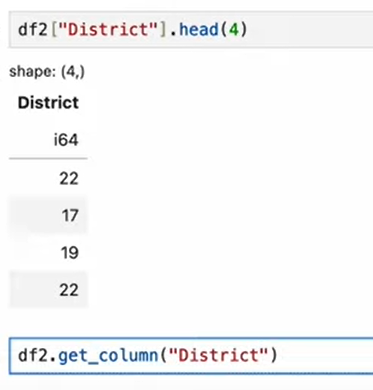 df2["District"].head(4)
shape: (4,)
District
i64
22
17
19
22
df2.get_column("District")